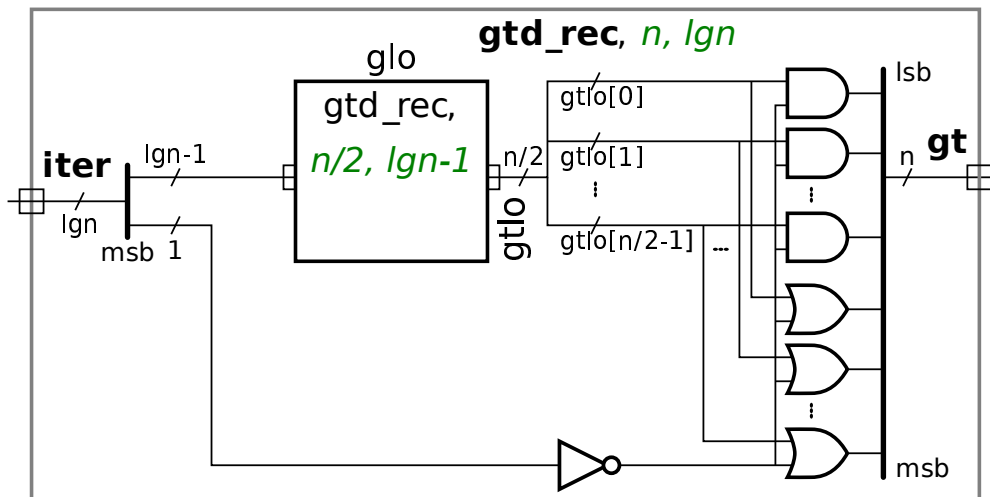 gtd_rec, n, lgn
glo
gtd_rec,
n/2, lgn-1
iter
lgn
lgn-1
msb 1
n/2
gtlo
gtlo[0]
gtlo[1]
gtlo[n/2-1] ...
lsb
n gt
msb